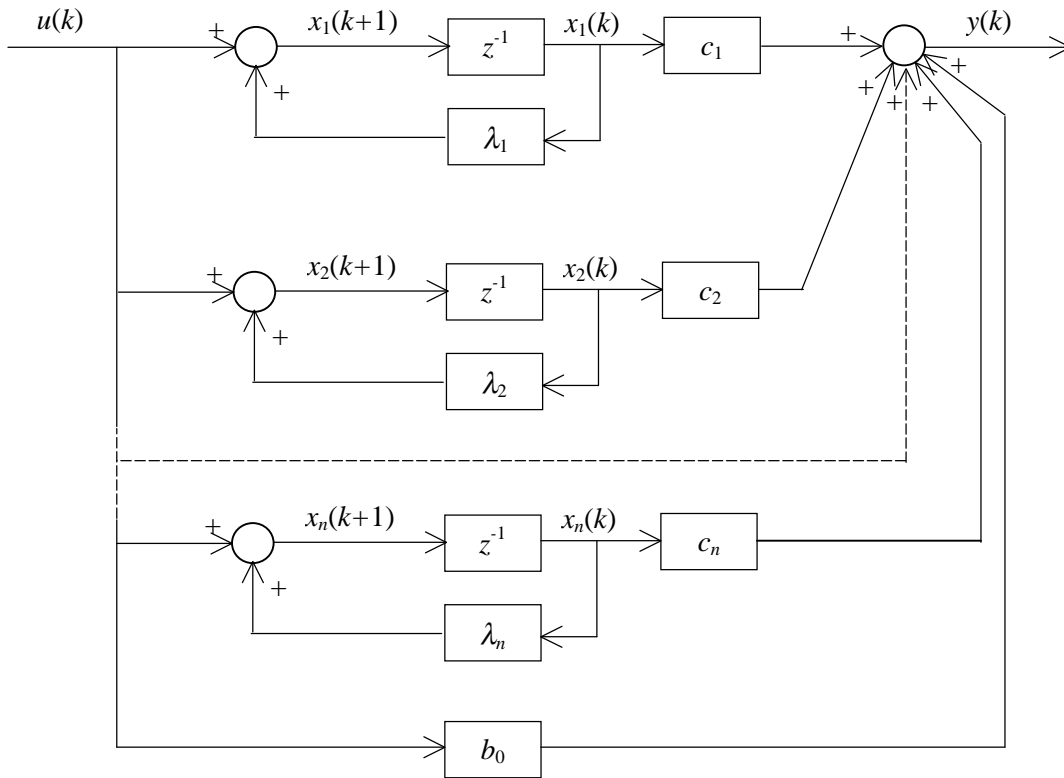 u(k) + x₁(k+1) z⁻¹ x₁(k) c₁ + y(k)
+ λ₁ + + + +
+ x₂(k+1) z⁻¹ x₂(k) c₂
+ λ₂
+ xₙ(k+1) z⁻¹ xₙ(k) cₙ
+ λₙ
b₀